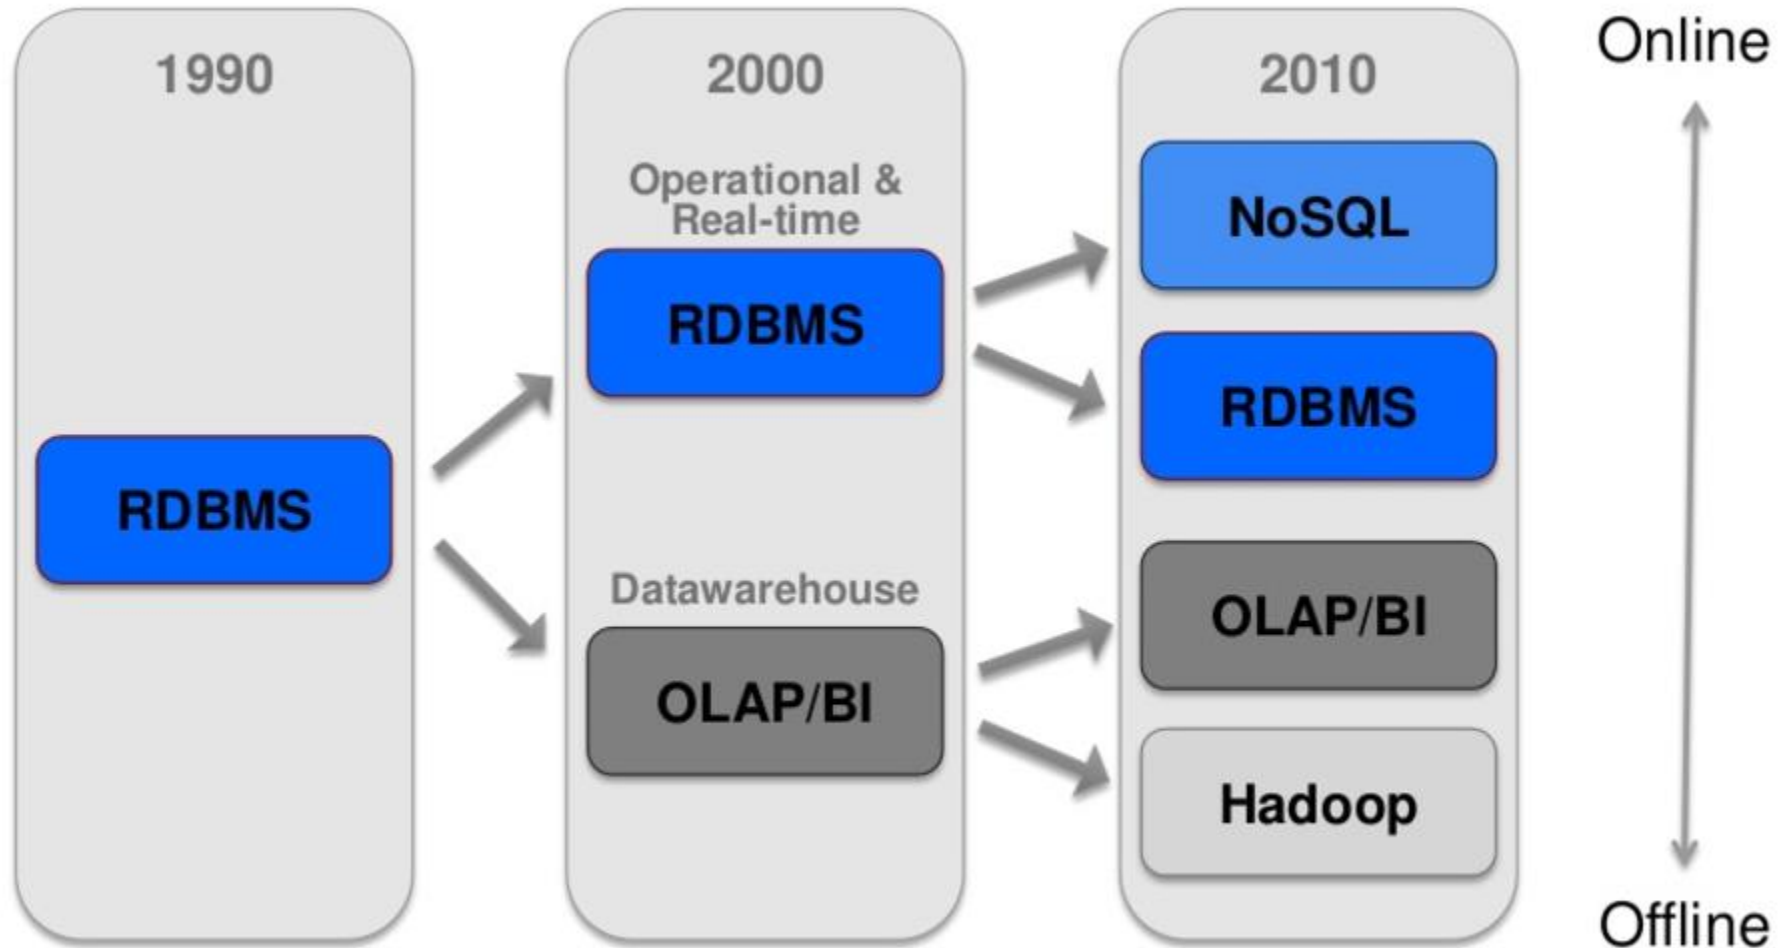 1990
RDBMS
2000
Operational &
Real-time
RDBMS
Datawarehouse
OLAP/BI
2010
NoSQL
RDBMS
OLAP/BI
Hadoop
Online
Offline